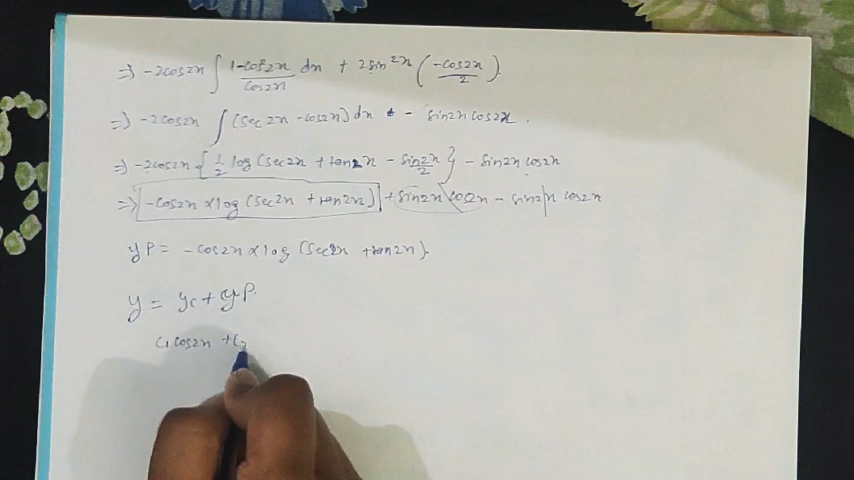 => -2cos2x ∫ 1-cos²2x / cos2x dx + 2sin2x (-cos2x / 2).
=> -2cos2x ∫ (sec2x - cos2x) dx - sin2x cos2x.
=> -2cos2x { 1/2 log (sec2x + tan2x - sin2x / 2 } - sin2x cos2x
=> -cos2x × log (sec2x + tan2x) + sin2x cos2x - sin2x cos2x
yP = -cos2x × log (sec2x + tan2x).
y = yc + yP.
C1 cos2x + C2